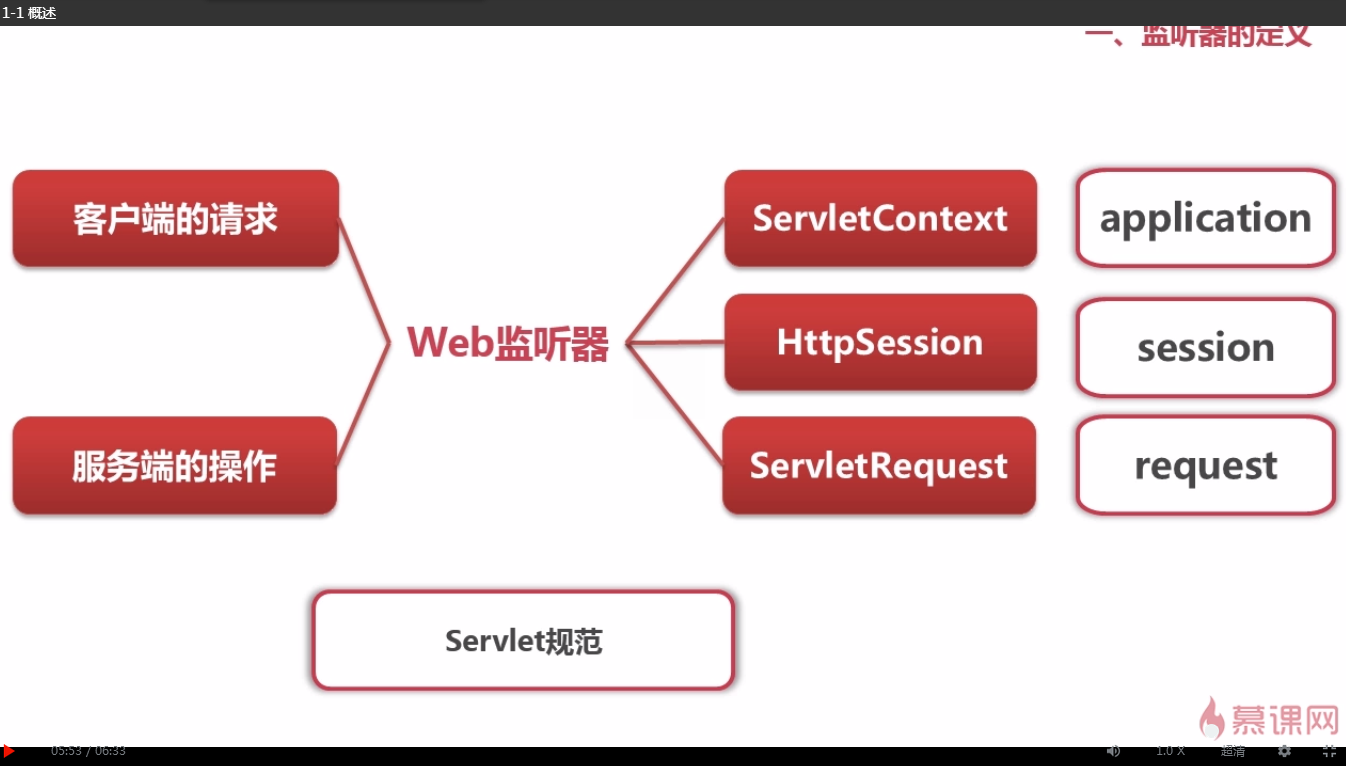 1-1 概述
一、监听器的定义
客户端的请求
服务端的操作
Web监听器
ServletContext
application
HttpSession
session
ServletRequest
request
Servlet规范
慕课网
05:53 / 06:33
1.0 X
超清